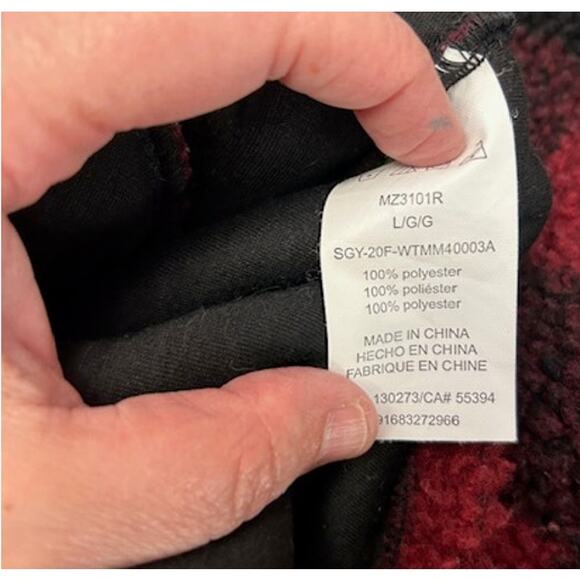 MZ3101R
L/G/G
SGY-20F-WTMM40003A
100% polyester
100% poliéster
100% polyester
MADE IN CHINA
HECHO EN CHINA
FABRIQUE EN CHINE
130273/CA# 55394
91683272966